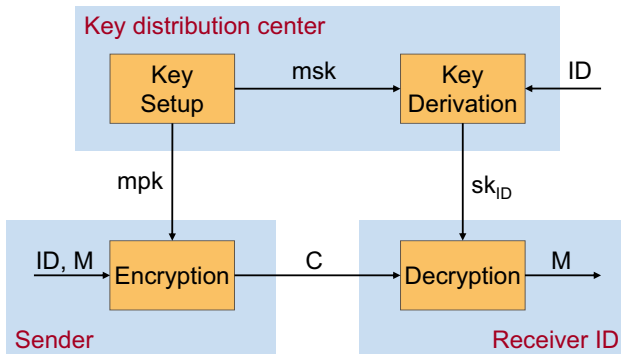 Key distribution center
Key
Setup
msk
Key
Derivation
ID
mpk
sk_ID
ID, M
Encryption
C
Decryption
M
Sender
Receiver ID